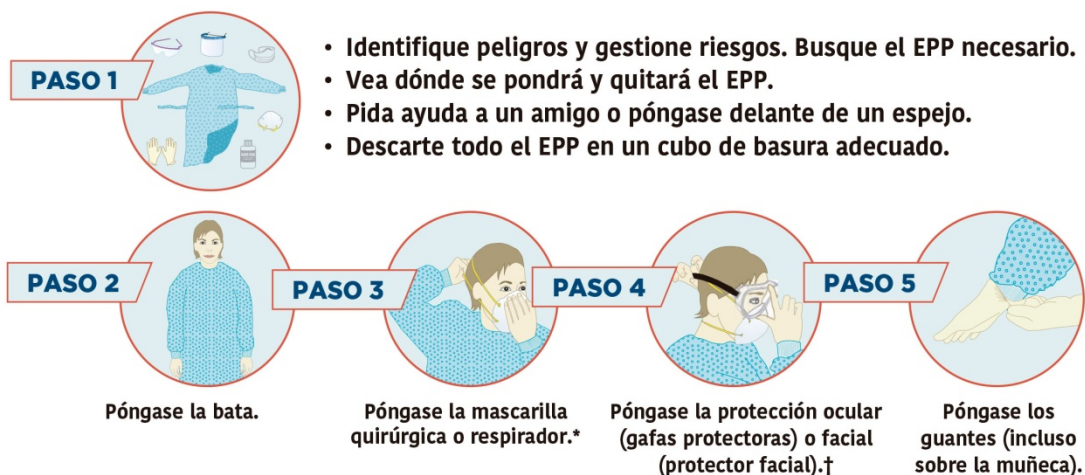 PASO 1
• Identifique peligros y gestione riesgos. Busque el EPP necesario.
• Vea dónde se pondrá y quitará el EPP.
• Pida ayuda a un amigo o póngase delante de un espejo.
• Descarte todo el EPP en un cubo de basura adecuado.
PASO 2
Póngase la bata.
PASO 3
Póngase la mascarilla
quirúrgica o respirador.*
PASO 4
Póngase la protección ocular
(gafas protectoras) o facial
(protector facial).†
PASO 5
Póngase los
guantes (incluso
sobre la muñeca).